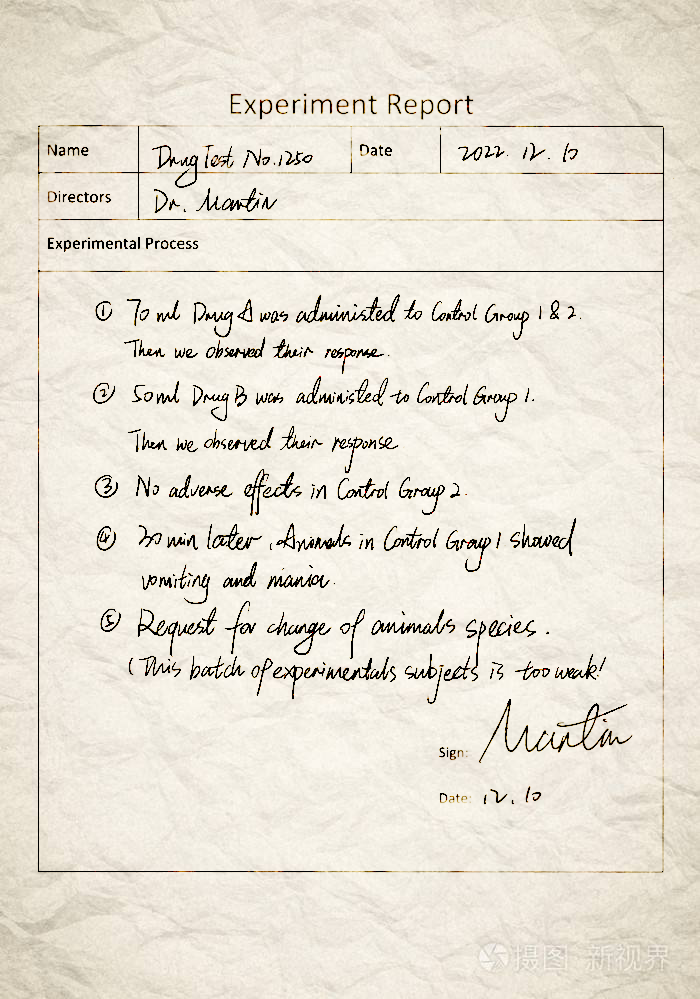 Experiment Report
Name Drug Test No.1250 Date 2022. 12. 10
Directors Dr. Martin
Experimental Process
① 70 ml Drug A was administed to Control Group 1 & 2.
Then we observed their response.
② 50 ml Drug B was administed to Control Group 1.
Then we observed their response
③ No adverse effects in Control Group 2.
④ 30 min later, Animals in Control Group 1 showed
vomiting and mania.
⑤ Request for change of animals species.
(This batch of experimentals subjects is too weak!
Sign: Martin
Date: 12. 10
摄图 新视界